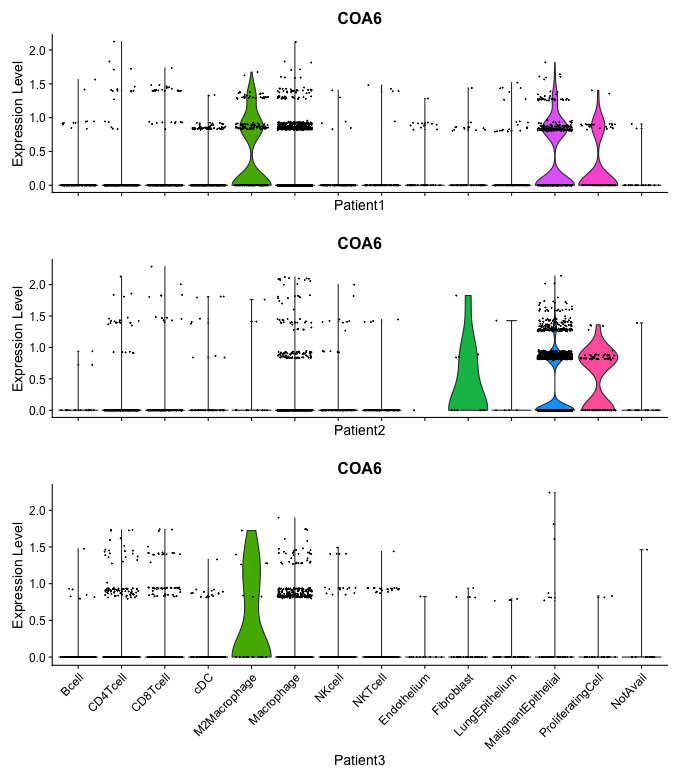 COA6
2.0
1.5
1.0
0.5
0.0
Expression Level
Patient1
COA6
2.0
1.5
1.0
0.5
0.0
Expression Level
Patient2
COA6
2.0
1.5
1.0
0.5
0.0
Expression Level
Bcell
CD4Tcell
CD8Tcell
cDC
M2Macrophage
Macrophage
NKcell
NKTcell
Endothelium
Fibroblast
LungEpithelium
MalignantEpithelial
ProliferatingCell
NotAvail
Patient3